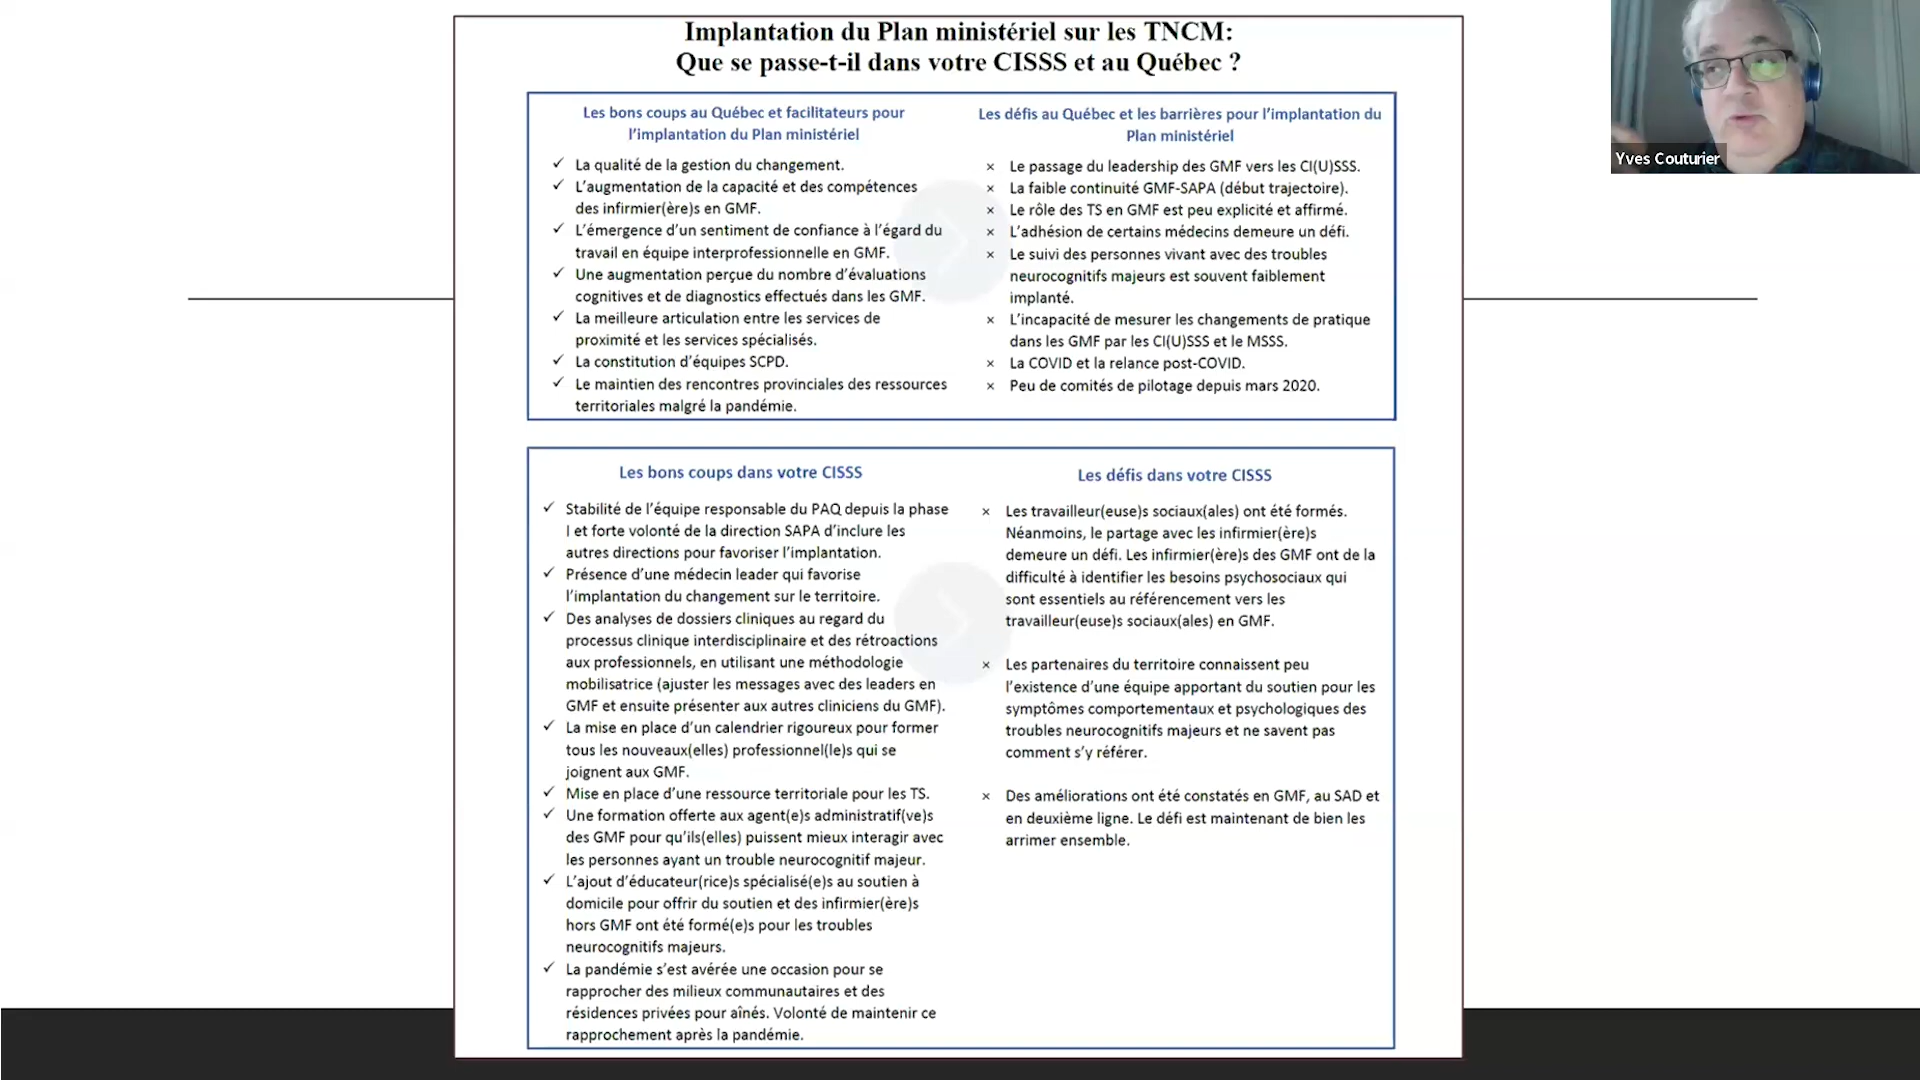 Implantation du Plan ministériel sur les TNCM:
Que se passe-t-il dans votre CISSS et au Québec ?
Les bons coups au Québec et facilitateurs pour
l'implantation du Plan ministériel
✓ La qualité de la gestion du changement.
✓ L'augmentation de la capacité et des compétences
des infirmier(ère)s en GMF.
✓ L'émergence d'un sentiment de confiance à l'égard du
travail en équipe interprofessionnelle en GMF.
✓ Une augmentation perçue du nombre d'évaluations
cognitives et de diagnostics effectués dans les GMF.
✓ La meilleure articulation entre les services de
proximité et les services spécialisés.
✓ La constitution d'équipes SCPD.
✓ Le maintien des rencontres provinciales des ressources
territoriales malgré la pandémie.
Les défis au Québec et les barrières pour l'implantation du
Plan ministériel
× Le passage du leadership des GMF vers les CI(U)SSS.
× La faible continuité GMF-SAPA (début trajectoire).
× Le rôle des TS en GMF est peu explicité et affirmé.
× L'adhésion de certains médecins demeure un défi.
× Le suivi des personnes vivant avec des troubles
neurocognitifs majeurs est souvent faiblement
implanté.
× L'incapacité de mesurer les changements de pratique
dans les GMF par les CI(U)SSS et le MSSS.
× La COVID et la relance post-COVID.
× Peu de comités de pilotage depuis mars 2020.
Les bons coups dans votre CISSS
✓ Stabilité de l'équipe responsable du PAQ depuis la phase
I et forte volonté de la direction SAPA d'inclure les
autres directions pour favoriser l'implantation.
✓ Présence d'une médecin leader qui favorise
l'implantation du changement sur le territoire.
✓ Des analyses de dossiers cliniques au regard du
processus clinique interdisciplinaire et des rétroactions
aux professionnels, en utilisant une méthodologie
mobilisatrice (ajuster les messages avec des leaders en
GMF et ensuite présenter aux autres cliniciens du GMF).
✓ La mise en place d'un calendrier rigoureux pour former
tous les nouveaux(elles) professionnel(le)s qui se
joignent aux GMF.
✓ Mise en place d'une ressource territoriale pour les TS.
✓ Une formation offerte aux agent(e)s administratif(ve)s
des GMF pour qu'ils(elles) puissent mieux interagir avec
les personnes ayant un trouble neurocognitif majeur.
✓ L'ajout d'éducateur(rice)s spécialisé(e)s au soutien à
domicile pour offrir du soutien et des infirmier(ère)s
hors GMF ont été formé(e)s pour les troubles
neurocognitifs majeurs.
✓ La pandémie s'est avérée une occasion pour se
rapprocher des milieux communautaires et des
résidences privées pour aînés. Volonté de maintenir ce
rapprochement après la pandémie.
Les défis dans votre CISSS
× Les travailleur(euse)s sociaux(ales) ont été formés.
Néanmoins, le partage avec les infirmier(ère)s
demeure un défi. Les infirmier(ère)s des GMF ont de la
difficulté à identifier les besoins psychosociaux qui
sont essentiels au référencement vers les
travailleur(euse)s sociaux(ales) en GMF.
× Les partenaires du territoire connaissent peu
l'existence d'une équipe apportant du soutien pour les
symptômes comportementaux et psychologiques des
troubles neurocognitifs majeurs et ne savent pas
comment s'y référer.
× Des améliorations ont été constatés en GMF, au SAD et
en deuxième ligne. Le défi est maintenant de bien les
arrimer ensemble.
Yves Couturier